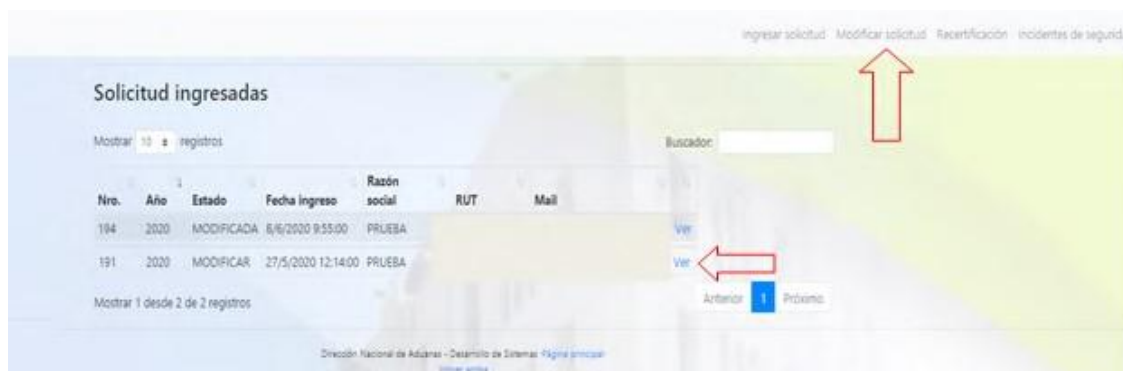 Ingresar solicitud Modificar solicitud Recertificación Incidentes de segurida
Solicitud ingresadas
Mostrar 10 registros Buscador:
Nro. Año Estado Fecha ingreso Razón social RUT Mail
194 2020 MODIFICADA 8/6/2020 9:55:00 PRUEBA Ver
191 2020 MODIFICAR 27/5/2020 12:14:00 PRUEBA Ver
Mostrar 1 desde 2 de 2 registros
Anterior 1 Próximo
Dirección Nacional de Aduanas - Desarrollo de Sistemas Página principal